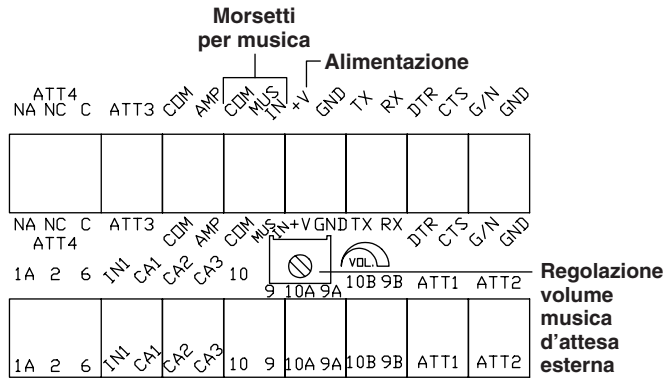 Morsetti
per musica
Alimentazione
ATT4
NA NC C ATT3 COM AMP COM MUS IN +V GND TX RX DTR CTS G/N GND
NA NC C ATT3 COM AMP COM MUS IN +V GND TX RX DTR CTS G/N GND
ATT4
VOL.
1A 2 6 IN1 CA1 CA2 CA3 10 9 10A 9A 10B 9B ATT1 ATT2
Regolazione
volume
musica
d'attesa
esterna
1A 2 6 IN1 CA1 CA2 CA3 10 9 10A 9A 10B 9B ATT1 ATT2